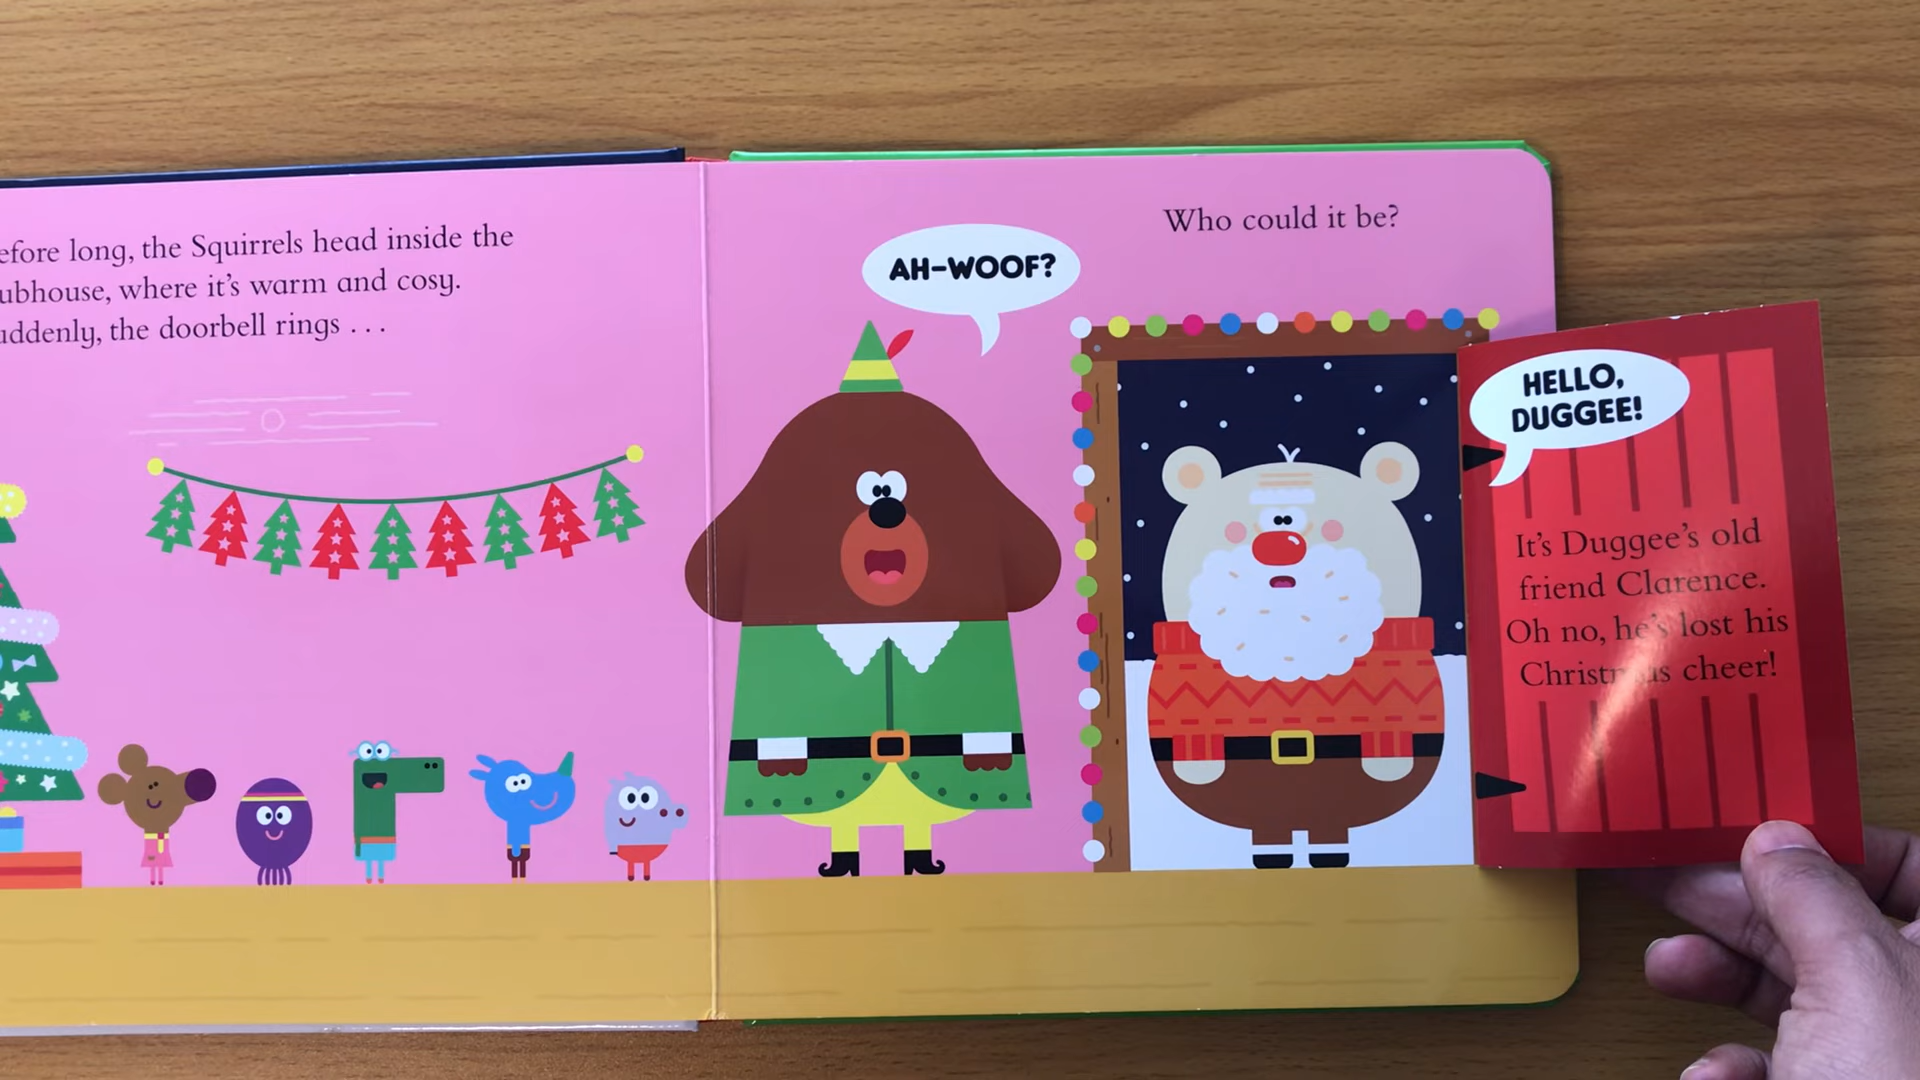 efore long, the Squirrels head inside the
ubhouse, where it's warm and cosy.
uddenly, the doorbell rings . . .
AH-WOOF?
Who could it be?
HELLO,
DUGGEE!
It's Duggee's old
friend Clarence.
Oh no, he's lost his
Christmas cheer!